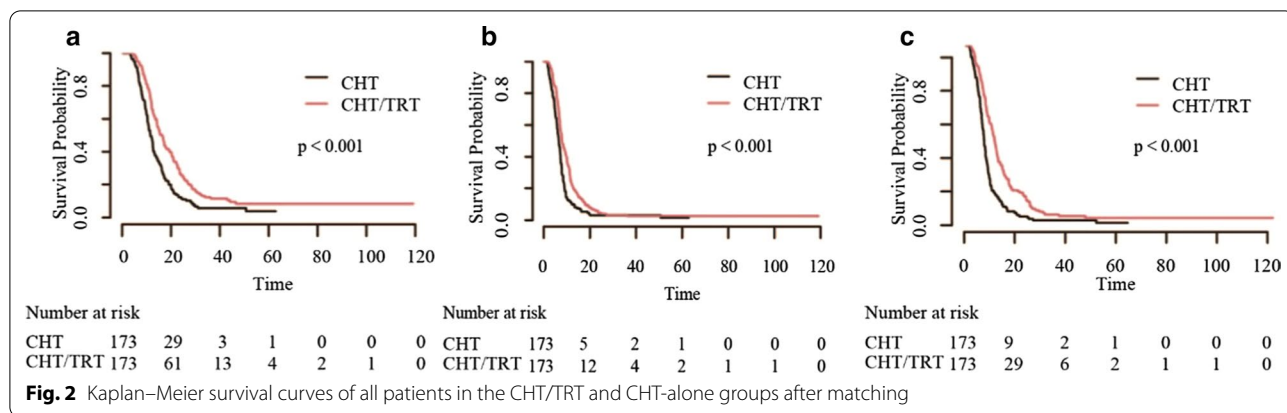 a
Survival Probability
0.0 0.4 0.8
CHT
CHT/TRT
p < 0.001
0 20 40 60 80 100 120
Time
Number at risk
CHT 173 29 3 1 0 0 0
CHT/TRT 173 61 13 4 2 1 0
b
Survival Probability
0.0 0.4 0.8
CHT
CHT/TRT
p < 0.001
0 20 40 60 80 100 120
Time
Number at risk
CHT 173 5 2 1 0 0 0
CHT/TRT 173 12 4 2 1 1 0
c
Survival Probability
0.0 0.4 0.8
CHT
CHT/TRT
p < 0.001
0 20 40 60 80 100 120
Time
Number at risk
CHT 173 9 2 1 0 0 0
CHT/TRT 173 29 6 2 1 1 0
Fig. 2 Kaplan–Meier survival curves of all patients in the CHT/TRT and CHT-alone groups after matching